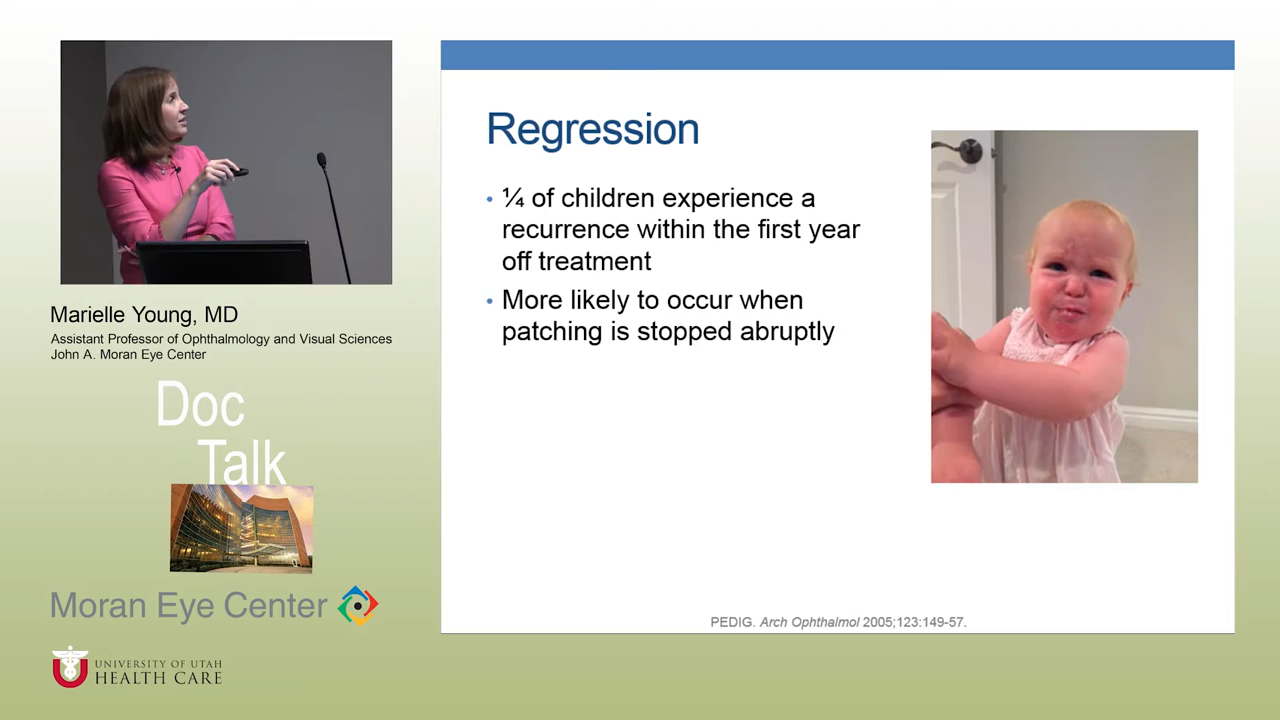 Marielle Young, MD
Assistant Professor of Ophthalmology and Visual Sciences
John A. Moran Eye Center
Doc
Talk
Moran Eye Center
UNIVERSITY OF UTAH
HEALTH CARE
Regression
• ¼ of children experience a
recurrence within the first year
off treatment
• More likely to occur when
patching is stopped abruptly
PEDIG. Arch Ophthalmol 2005;123:149-57.